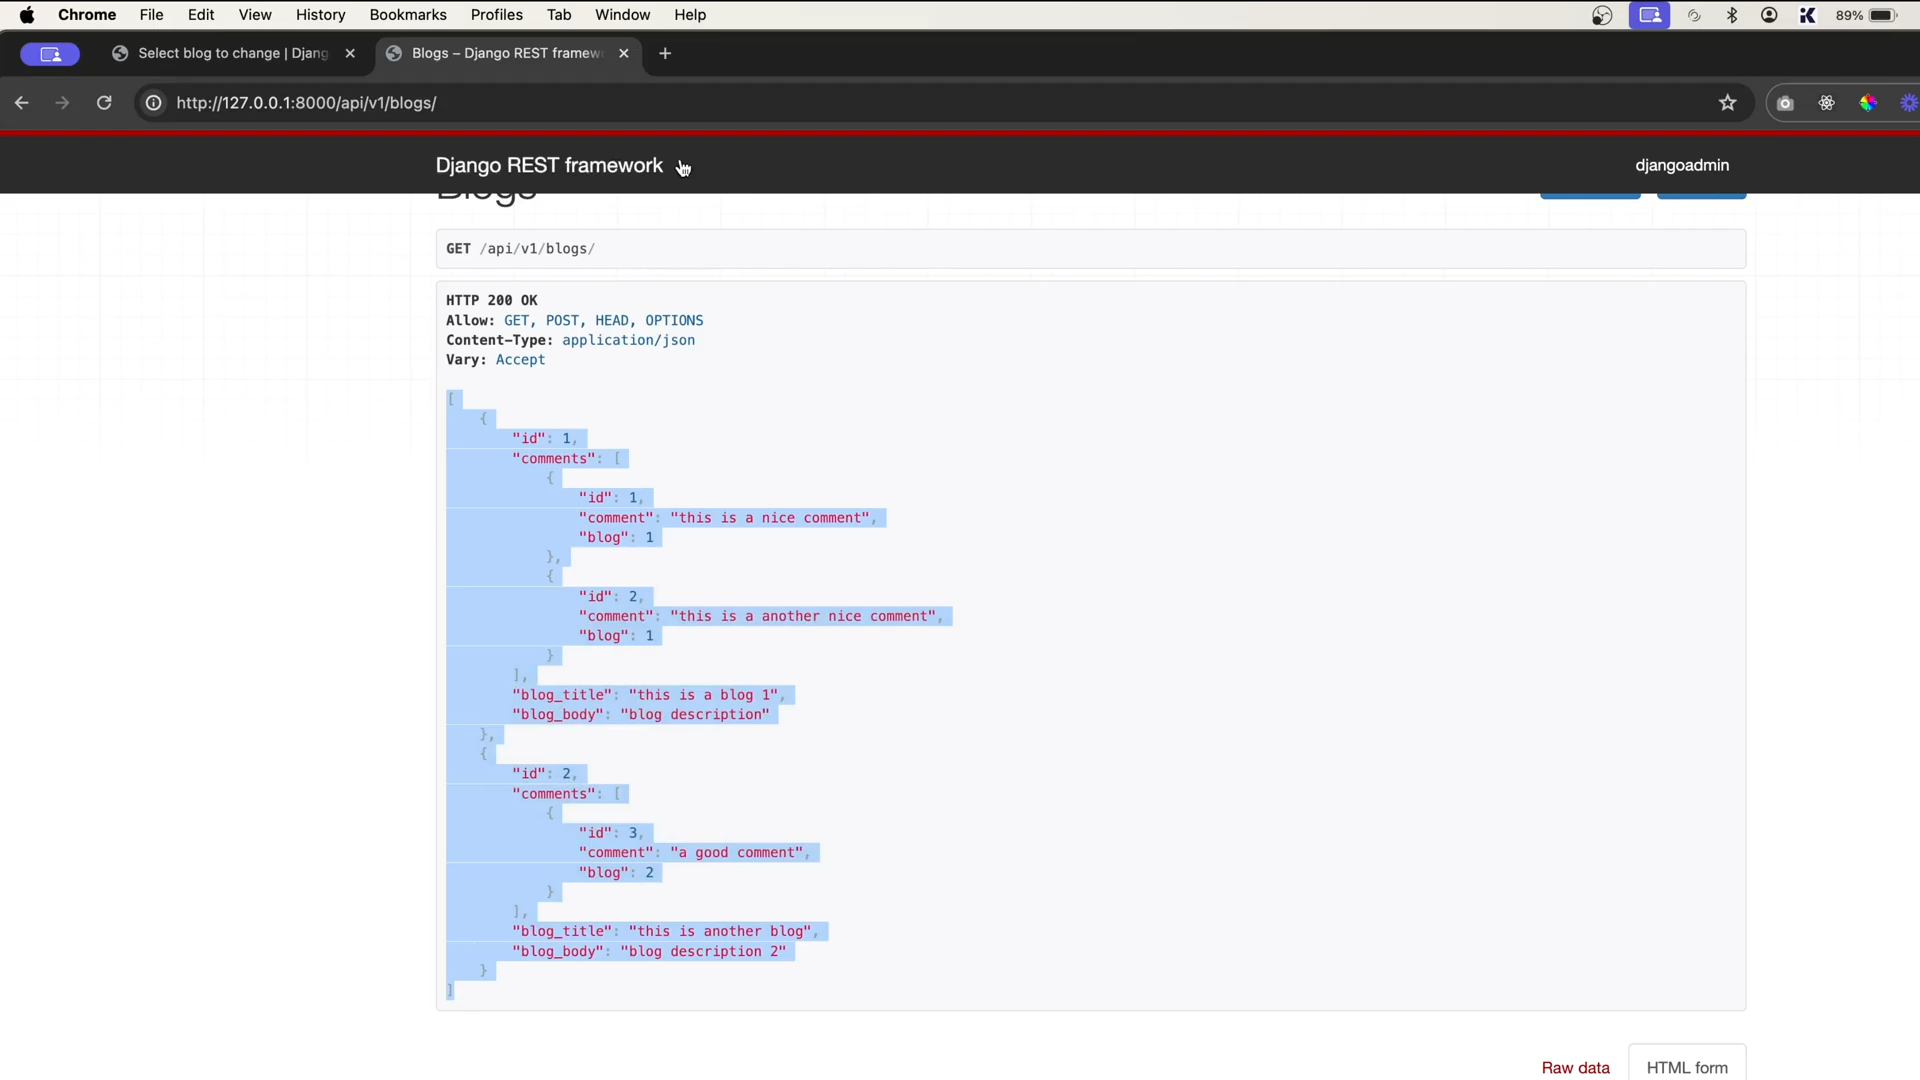 Chrome File Edit View History Bookmarks Profiles Tab Window Help 89%
Select blog to change | Djang
Blogs – Django REST framew
http://127.0.0.1:8000/api/v1/blogs/
Django REST framework
djangoadmin
Blogs
GET /api/v1/blogs/
HTTP 200 OK
Allow: GET, POST, HEAD, OPTIONS
Content-Type: application/json
Vary: Accept
[
{
"id": 1,
"comments": [
{
"id": 1,
"comment": "this is a nice comment",
"blog": 1
},
{
"id": 2,
"comment": "this is a another nice comment",
"blog": 1
}
],
"blog_title": "this is a blog 1",
"blog_body": "blog description"
},
{
"id": 2,
"comments": [
{
"id": 3,
"comment": "a good comment",
"blog": 2
}
],
"blog_title": "this is another blog",
"blog_body": "blog description 2"
}
]
Raw data
HTML form